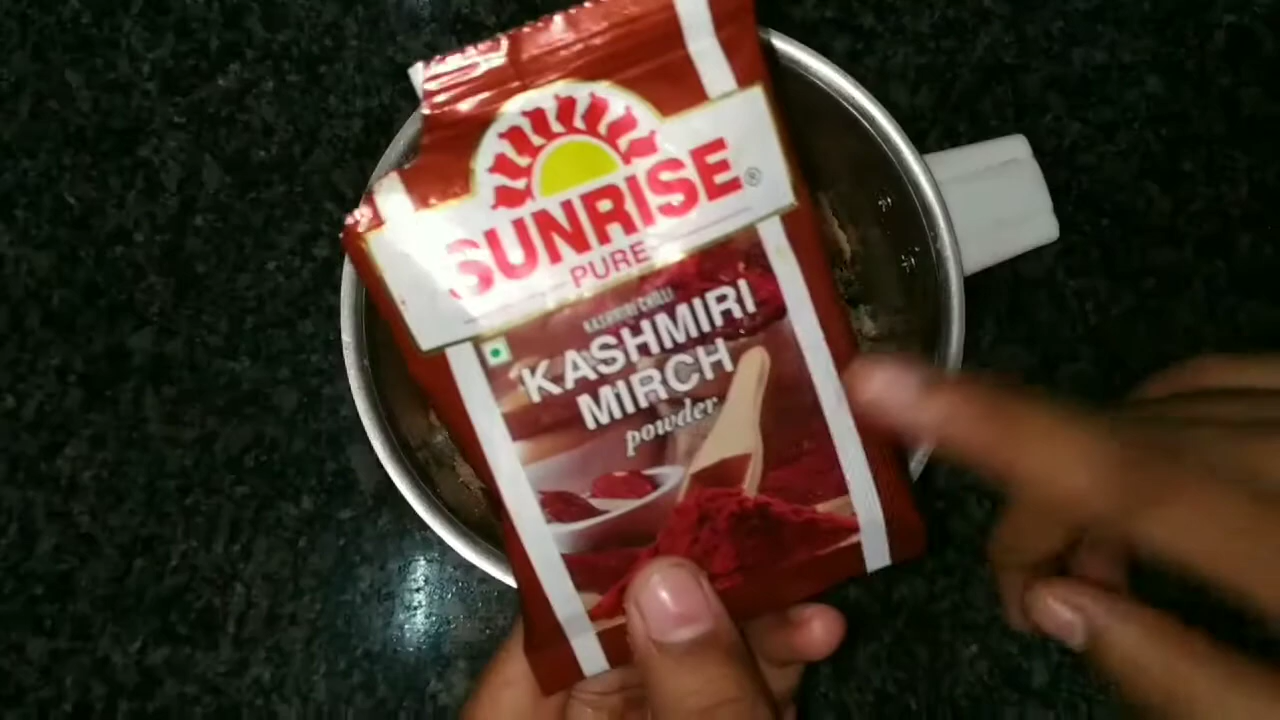 SUNRISE®
PURE
KASHMIRI CHILLI
KASHMIRI
MIRCH
powder